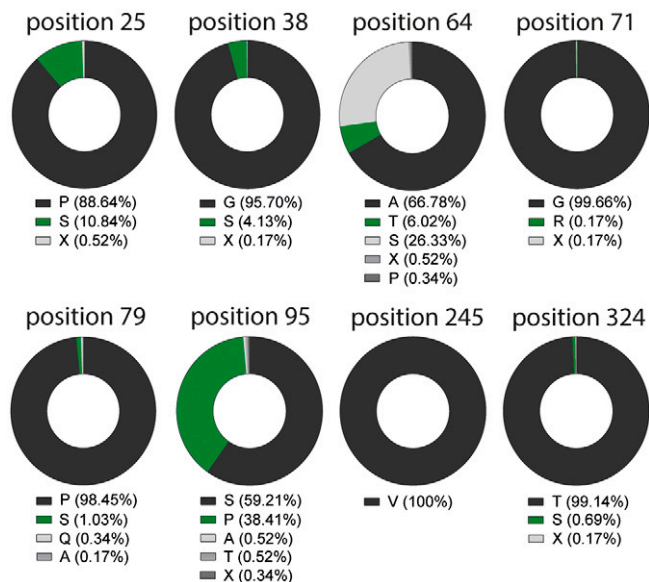 position 25
P (88.64%)
S (10.84%)
X (0.52%)
position 38
G (95.70%)
S (4.13%)
X (0.17%)
position 64
A (66.78%)
T (6.02%)
S (26.33%)
X (0.52%)
P (0.34%)
position 71
G (99.66%)
R (0.17%)
X (0.17%)
position 79
P (98.45%)
S (1.03%)
Q (0.34%)
A (0.17%)
position 95
S (59.21%)
P (38.41%)
A (0.52%)
T (0.52%)
X (0.34%)
position 245
V (100%)
position 324
T (99.14%)
S (0.69%)
X (0.17%)